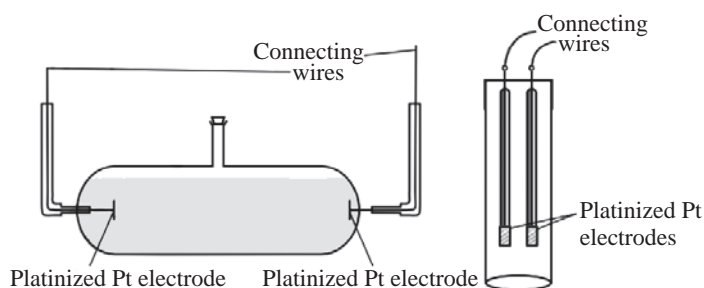 Connecting
wires
Platinized Pt electrode
Platinized Pt electrode
Connecting
wires
Platinized Pt
electrodes